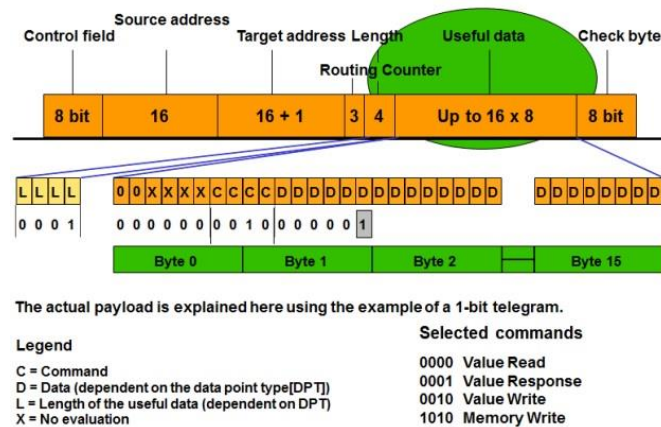 Source address
Control field
Target address
Length
Useful data
Check byte
Routing Counter
8 bit
16
16 + 1
3
4
Up to 16 x 8
8 bit
L L L L
0 0 X X X X C C C C D D D D D D D D D D D D D D
D D D D D D D D
0 0 0 1
0 0 0 0 0 0 0 0 1 0 0 0 0 0 0 1
Byte 0
Byte 1
Byte 2
Byte 15
The actual payload is explained here using the example of a 1-bit telegram.
Legend
C = Command
D = Data (dependent on the data point type[DPT])
L = Length of the useful data (dependent on DPT)
X = No evaluation
Selected commands
0000 Value Read
0001 Value Response
0010 Value Write
1010 Memory Write